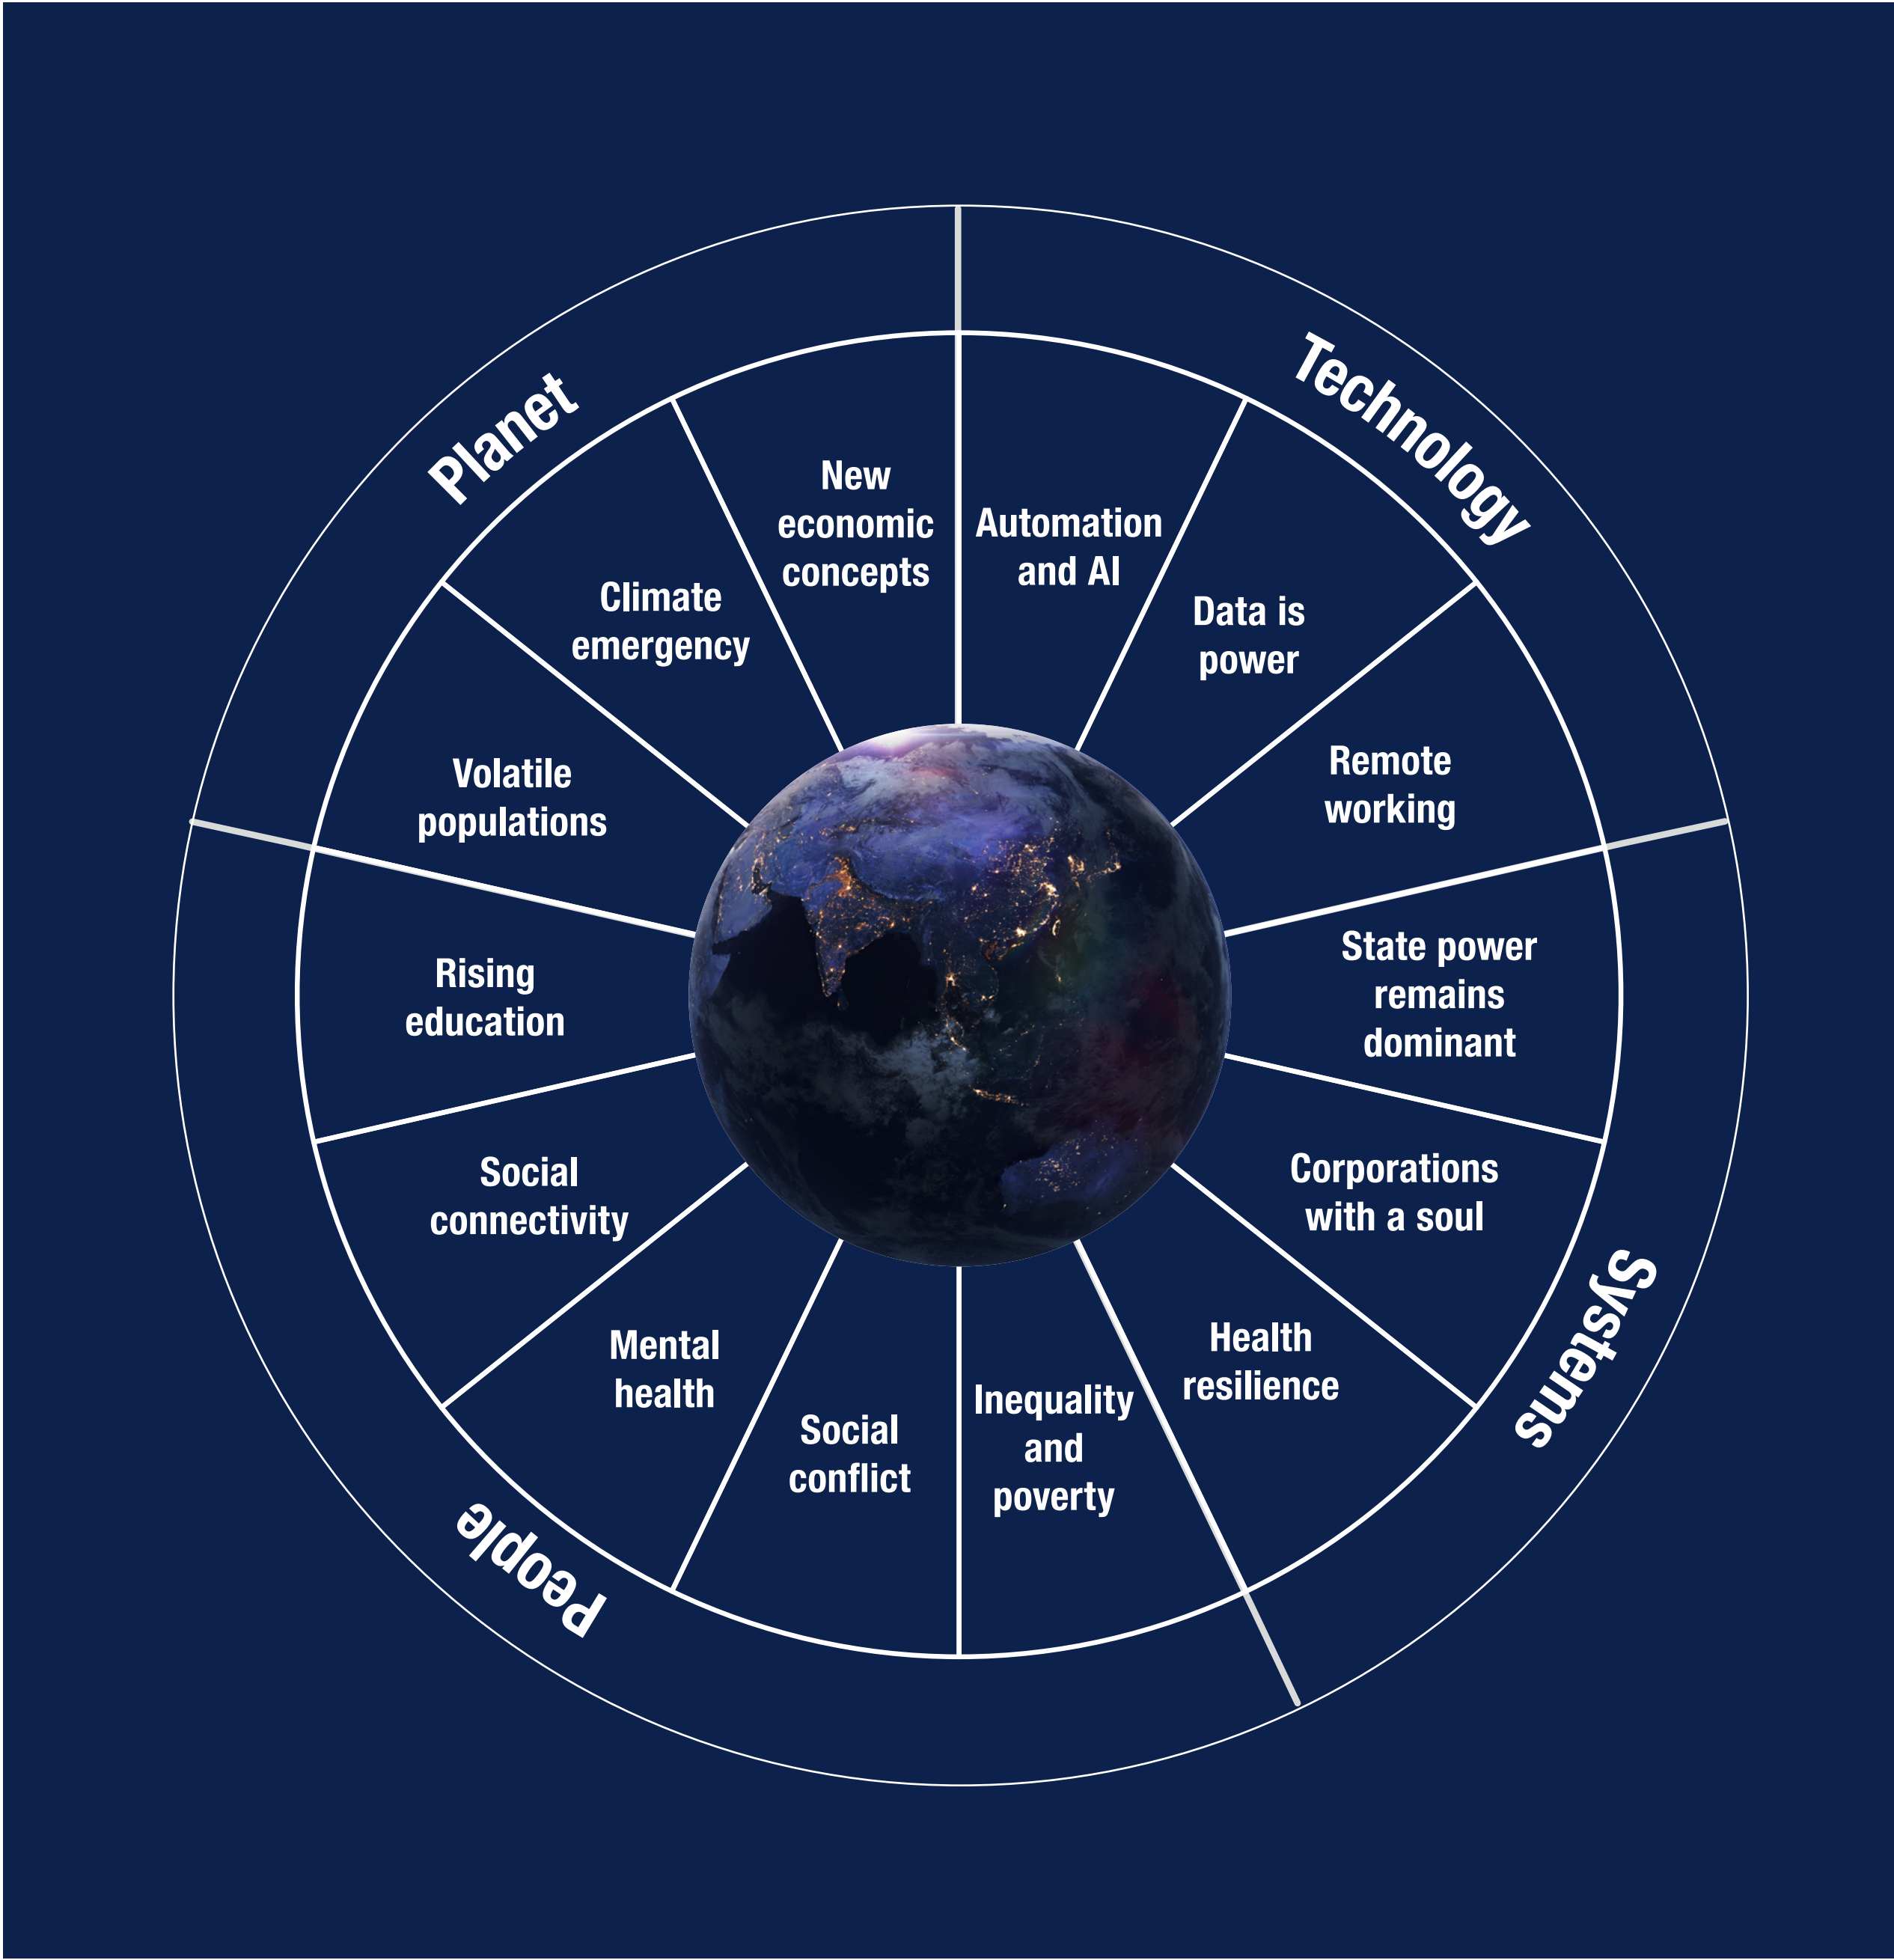 Planet
Technology
Systems
People
New
economic
concepts
Automation
and AI
Data is
power
Remote
working
State power
remains
dominant
Corporations
with a soul
Health
resilience
Inequality
and
poverty
Social
conflict
Mental
health
Social
connectivity
Rising
education
Volatile
populations
Climate
emergency